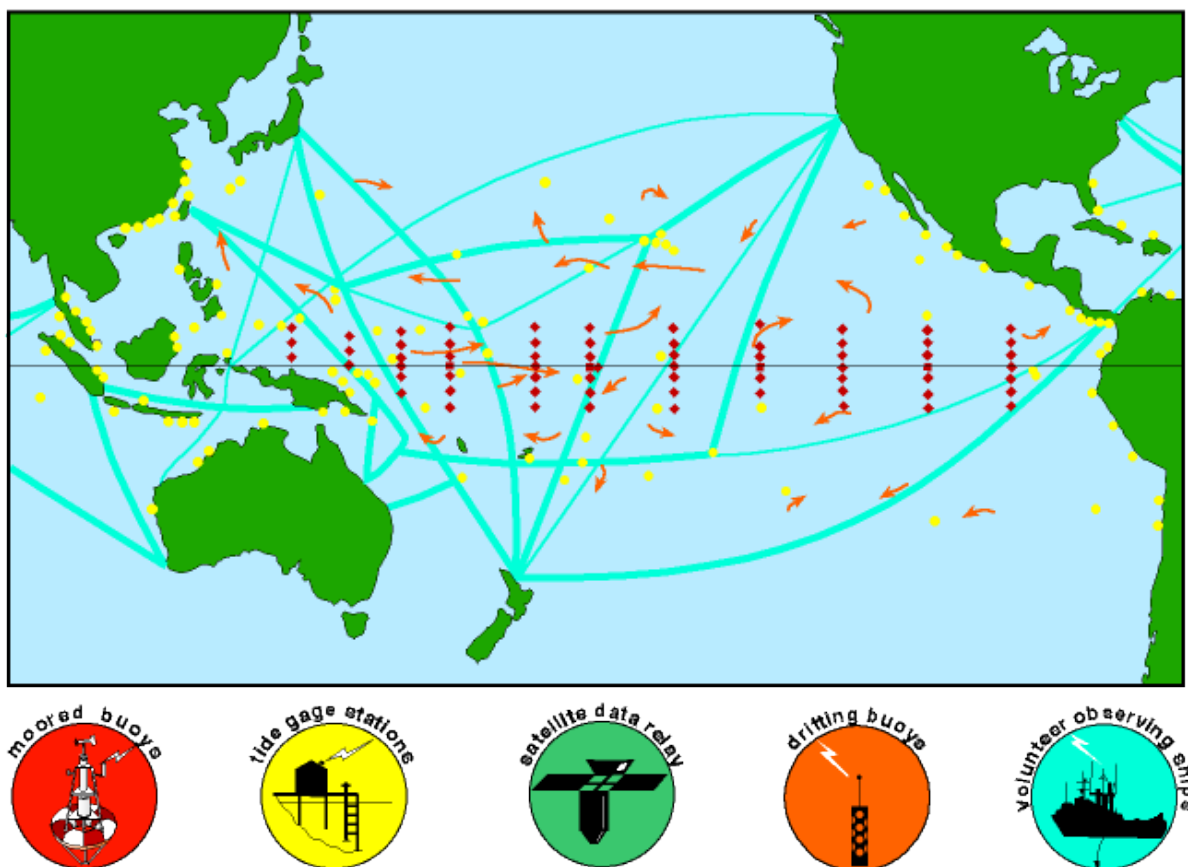 moored buoys
tide gage stations
satellite data relay
drifting buoys
volunteer observing ships